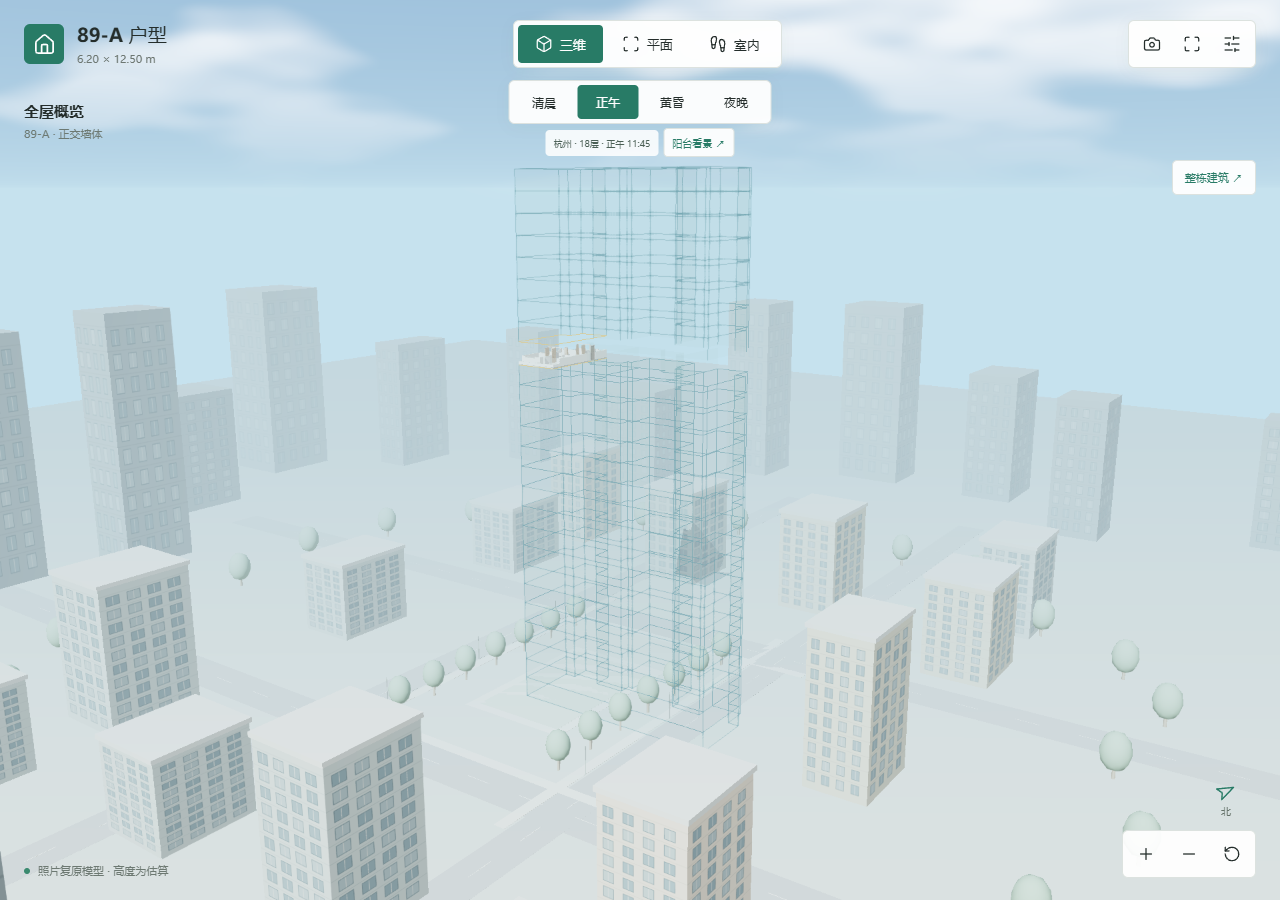 89-A 户型
6.20 × 12.50 m
三维
平面
室内
全屋概览
89-A · 正交墙体
清晨
正午
黄昏
夜晚
杭州 · 18层 · 正午 11:45
阳台看景 ↗
整栋建筑 ↗
北
照片复原模型 · 高度为估算